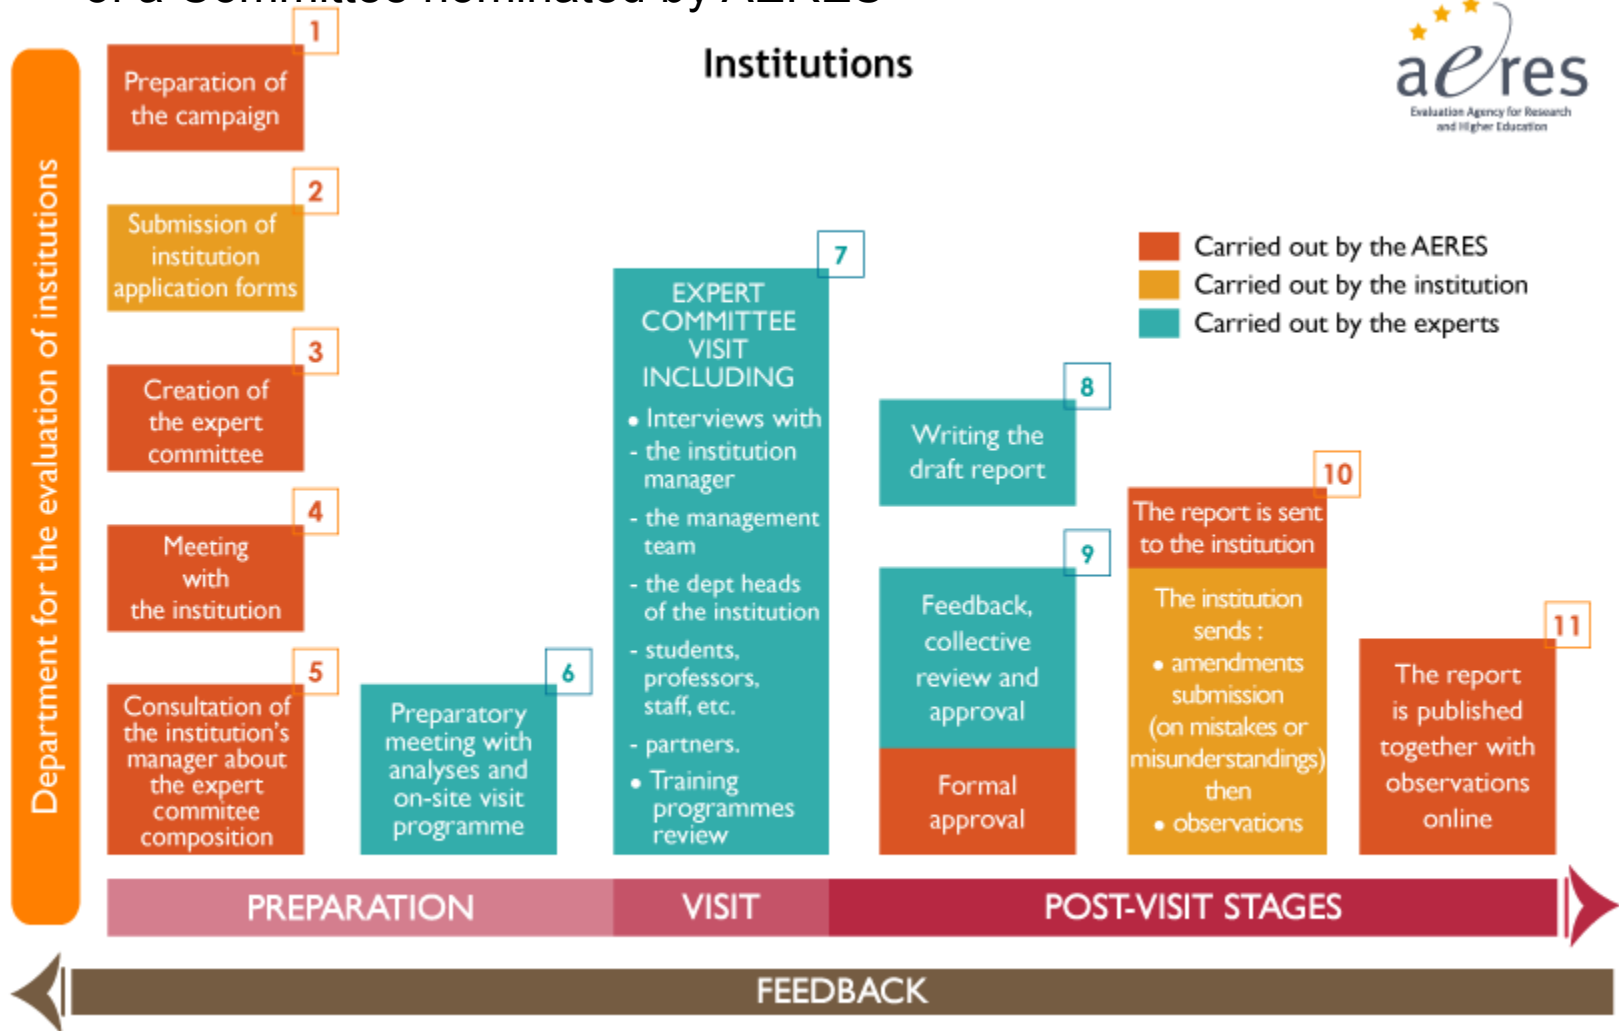 of a Committee nominated by AERES
Institutions
aeres
Evaluation Agency for Research
and Higher Education
Department for the evaluation of institutions
1
Preparation of
the campaign
2
Submission of
institution
application forms
3
Creation of
the expert
committee
4
Meeting
with
the institution
5
Consultation of
the institution's
manager about
the expert
commitee
composition
6
Preparatory
meeting with
analyses and
on-site visit
programme
7
EXPERT
COMMITTEE
VISIT
INCLUDING
• Interviews with
- the institution
manager
- the management
team
- the dept heads
of the institution
- students,
professors,
staff, etc.
- partners.
• Training
programmes
review
Carried out by the AERES
Carried out by the institution
Carried out by the experts
8
Writing the
draft report
9
Feedback,
collective
review and
approval
Formal
approval
10
The report is sent
to the institution
The institution
sends :
• amendments
submission
(on mistakes or
misunderstandings)
then
• observations
11
The report
is published
together with
observations
online
PREPARATION
VISIT
POST-VISIT STAGES
FEEDBACK